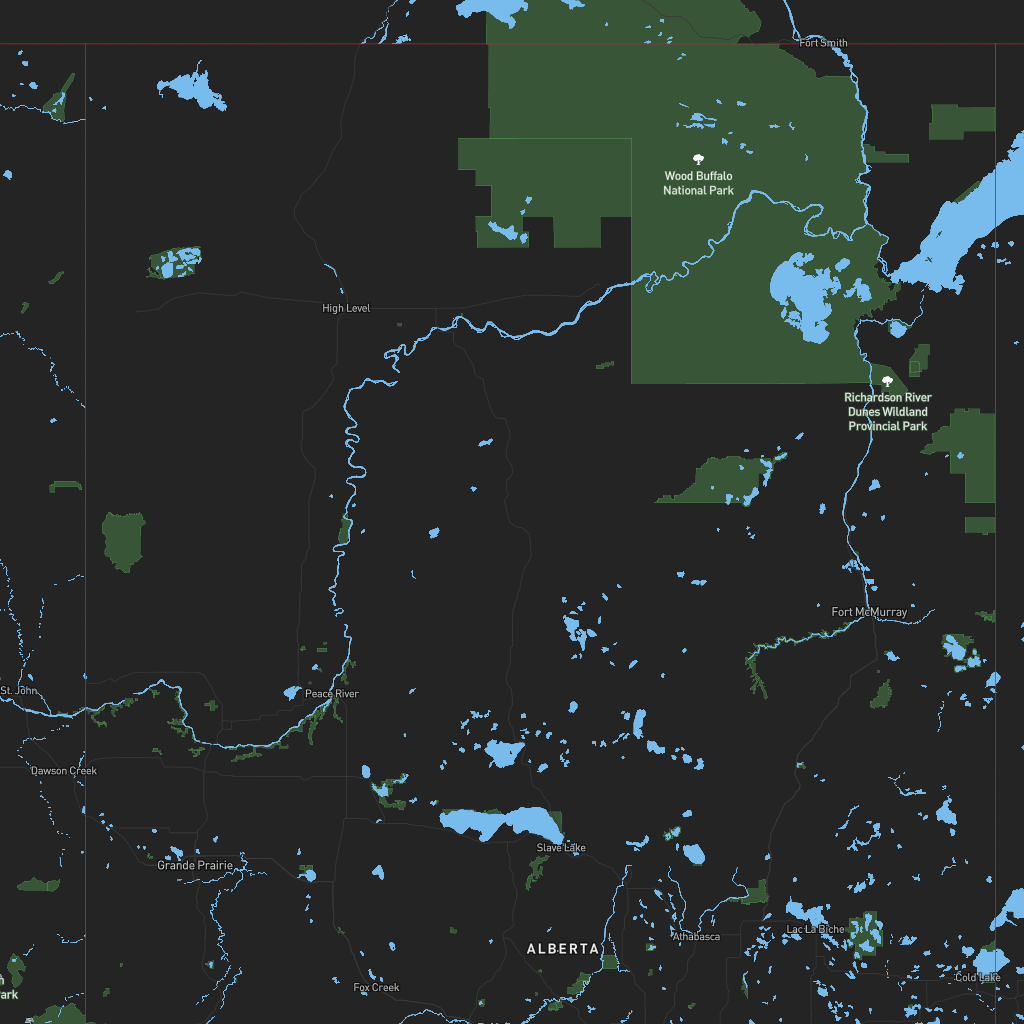 Fort Smith
Wood Buffalo
National Park
High Level
Richardson River
Dunes Wildland
Provincial Park
Fort McMurray
St. John
Peace River
Dawson Creek
Slave Lake
Grande Prairie
Lac La Biche
Athabasca
ALBERTA
Cold Lake
Fox Creek
Park